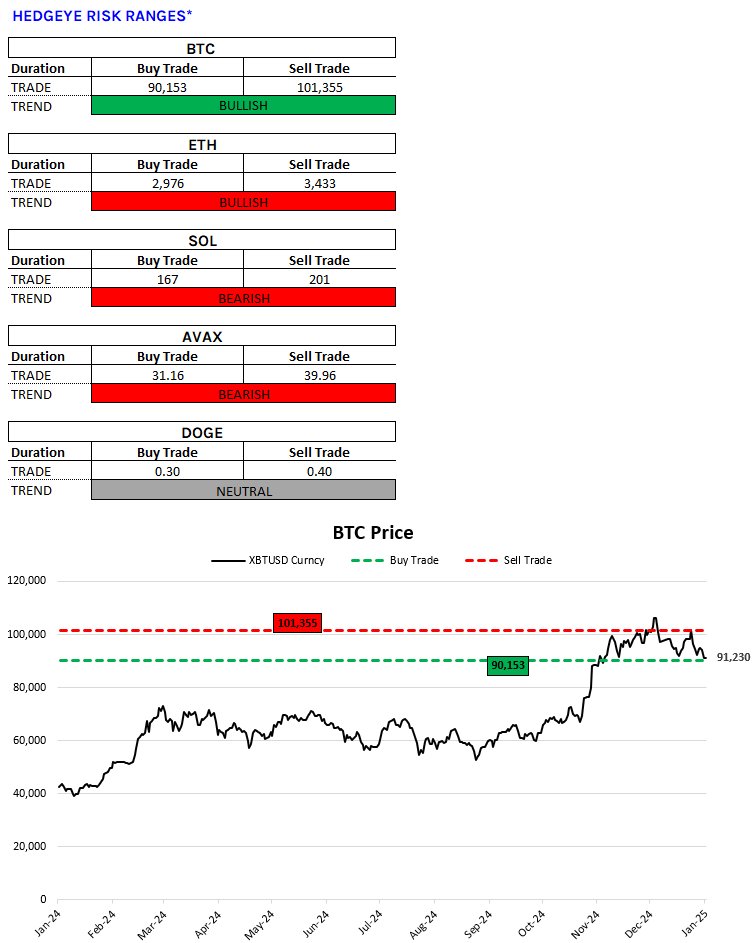 HEDGEYE RISK RANGES*
BTC
Duration Buy Trade Sell Trade
TRADE 90,153 101,355
TREND BULLISH
ETH
Duration Buy Trade Sell Trade
TRADE 2,976 3,433
TREND BULLISH
SOL
Duration Buy Trade Sell Trade
TRADE 167 201
TREND BEARISH
AVAX
Duration Buy Trade Sell Trade
TRADE 31.16 39.96
TREND BEARISH
DOGE
Duration Buy Trade Sell Trade
TRADE 0.30 0.40
TREND NEUTRAL
BTC Price
XBTUSD Curncy Buy Trade Sell Trade
120,000
101,355
100,000
90,153
91,230
80,000
60,000
40,000
20,000
0
Jan-24 Feb-24 Mar-24 Apr-24 May-24 Jun-24 Jul-24 Aug-24 Sep-24 Oct-24 Nov-24 Dec-24 Jan-25